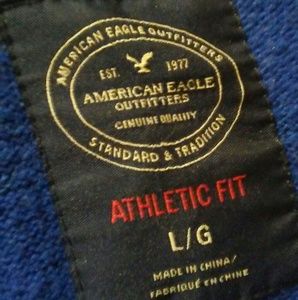 AMERICAN EAGLE OUTFITTERS
EST. 1977
AMERICAN EAGLE
OUTFITTERS
GENUINE QUALITY
STANDARD & TRADITION
ATHLETIC FIT
L/G
MADE IN CHINA/
FABRIQUÉ EN CHINE